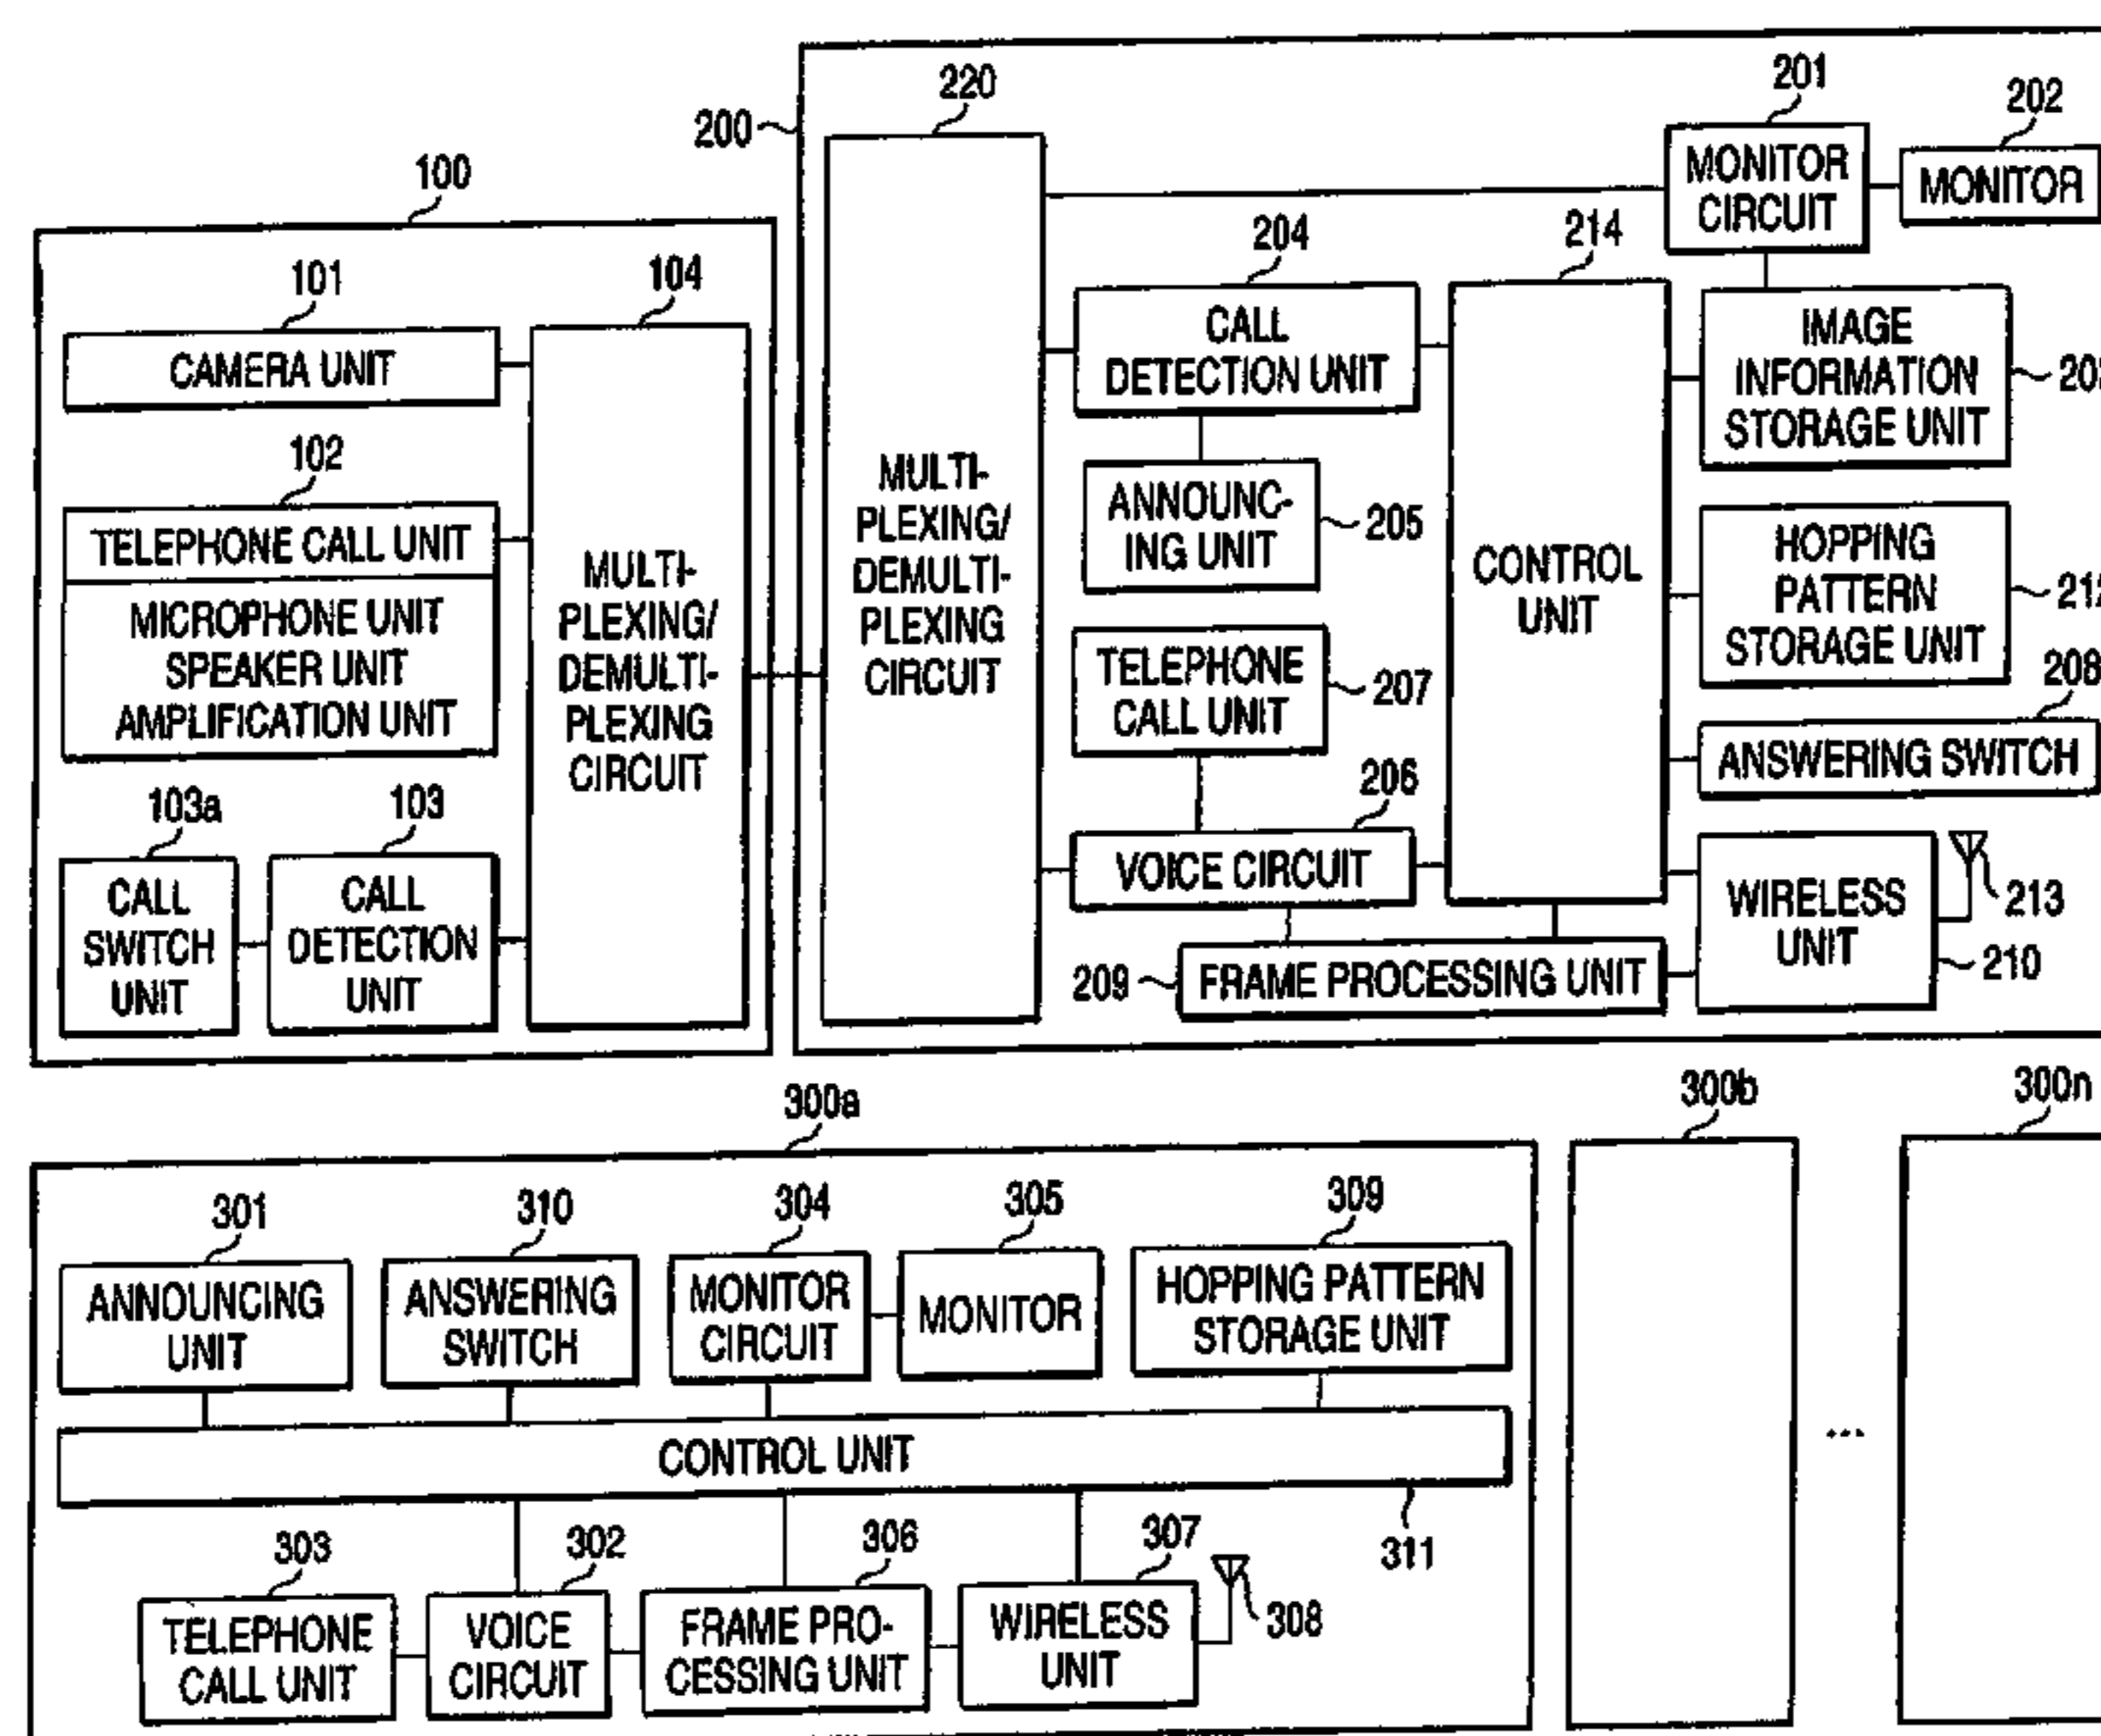 100
101
CAMERA UNIT
102
TELEPHONE CALL UNIT
MICROPHONE UNIT
SPEAKER UNIT
AMPLIFICATION UNIT
103a
CALL
SWITCH
UNIT
103
CALL
DETECTION
UNIT
104
MULTI-
PLEXING/
DEMULTI-
PLEXING
CIRCUIT
200
220
MULTI-
PLEXING/
DEMULTI-
PLEXING
CIRCUIT
201
MONITOR
CIRCUIT
202
MONITOR
204
CALL
DETECTION UNIT
ANNOUNC-
ING UNIT
205
TELEPHONE
CALL UNIT
207
206
VOICE CIRCUIT
209
FRAME PROCESSING UNIT
214
CONTROL
UNIT
IMAGE
INFORMATION
STORAGE UNIT
HOPPING
PATTERN
STORAGE UNIT
208
ANSWERING SWITCH
WIRELESS
UNIT
213
210
300a
301
ANNOUNCING
UNIT
310
ANSWERING
SWITCH
304
MONITOR
CIRCUIT
305
MONITOR
309
HOPPING PATTERN
STORAGE UNIT
CONTROL UNIT
311
303
TELEPHONE
CALL UNIT
302
VOICE
CIRCUIT
306
FRAME PRO-
CESSING UNIT
307
WIRELESS
UNIT
308
300b
...
300n